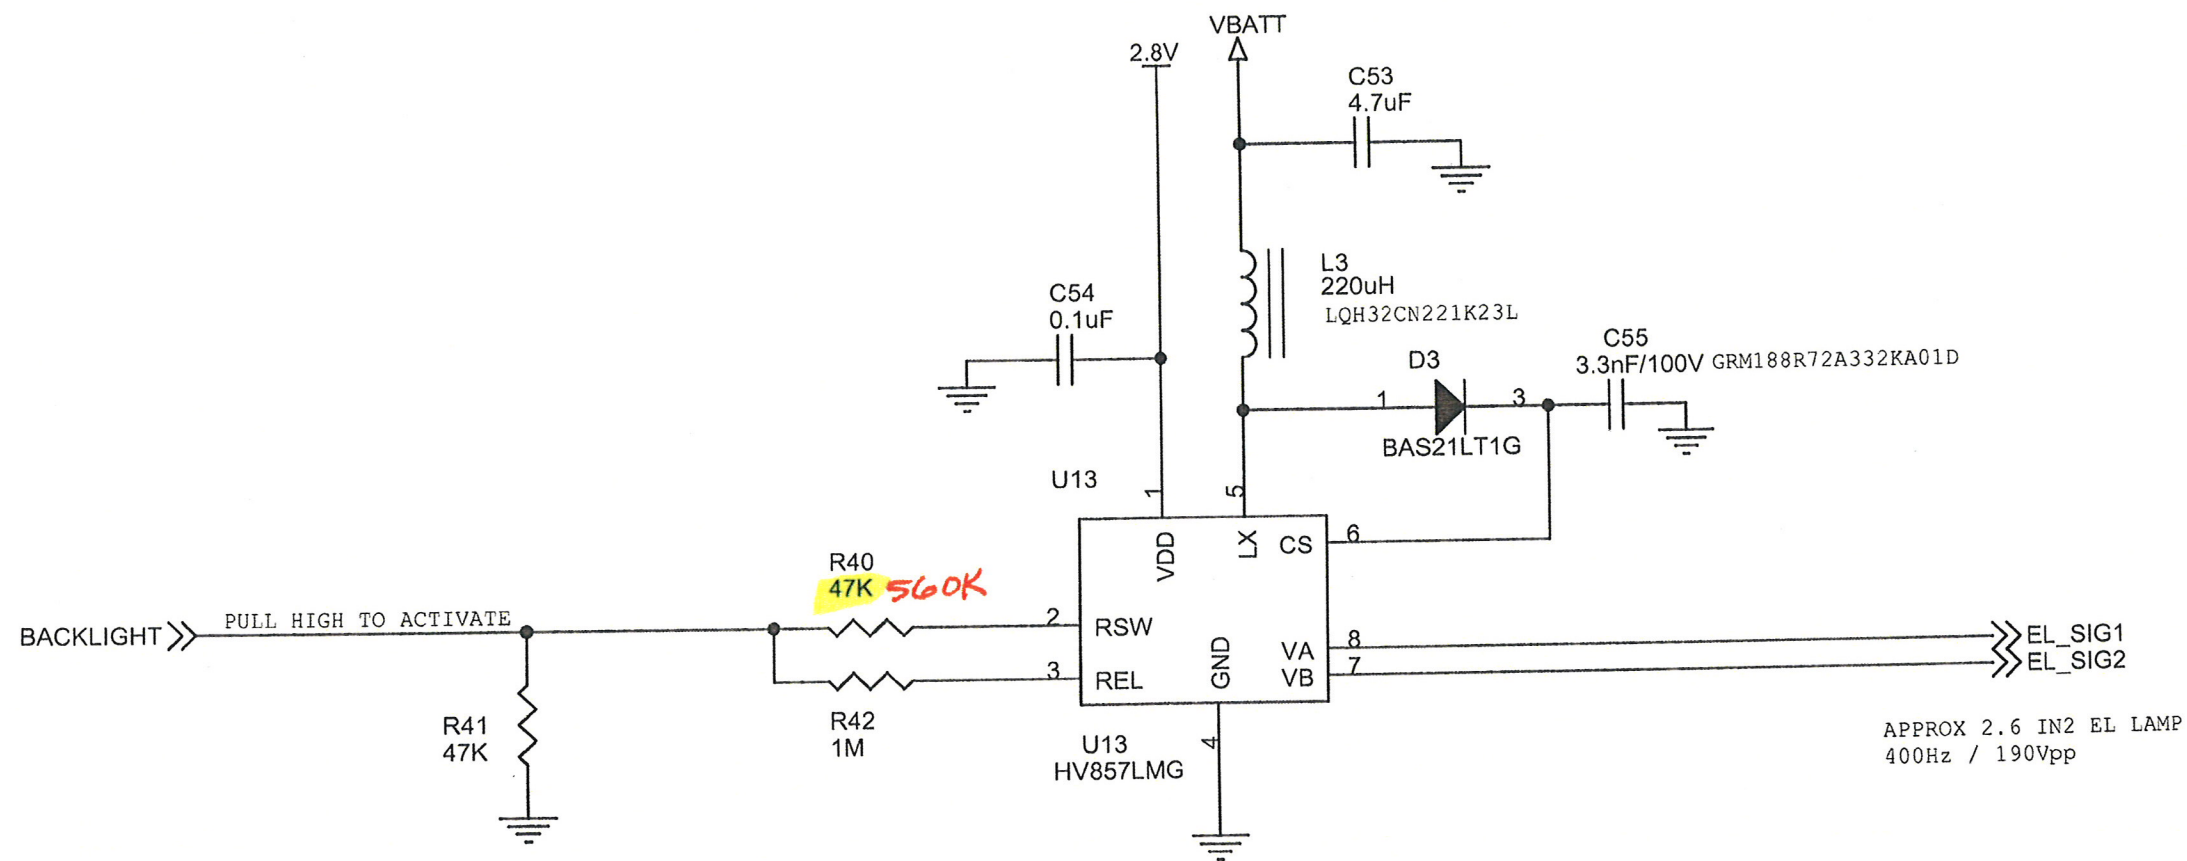 VBATT
2.8V
C53
4.7uF
L3
220uH
LQH32CN221K23L
C54
0.1uF
C55
3.3nF/100V GRM188R72A332KA01D
D3
1
3
BAS21LT1G
U13
1
5
VDD
LX
CS
6
R40
47K 560K
BACKLIGHT
PULL HIGH TO ACTIVATE
2
RSW
3
REL
GND
VA
8
VB
7
EL_SIG1
EL_SIG2
R41
47K
R42
1M
4
U13
HV857LMG
APPROX 2.6 IN2 EL LAMP
400Hz / 190Vpp